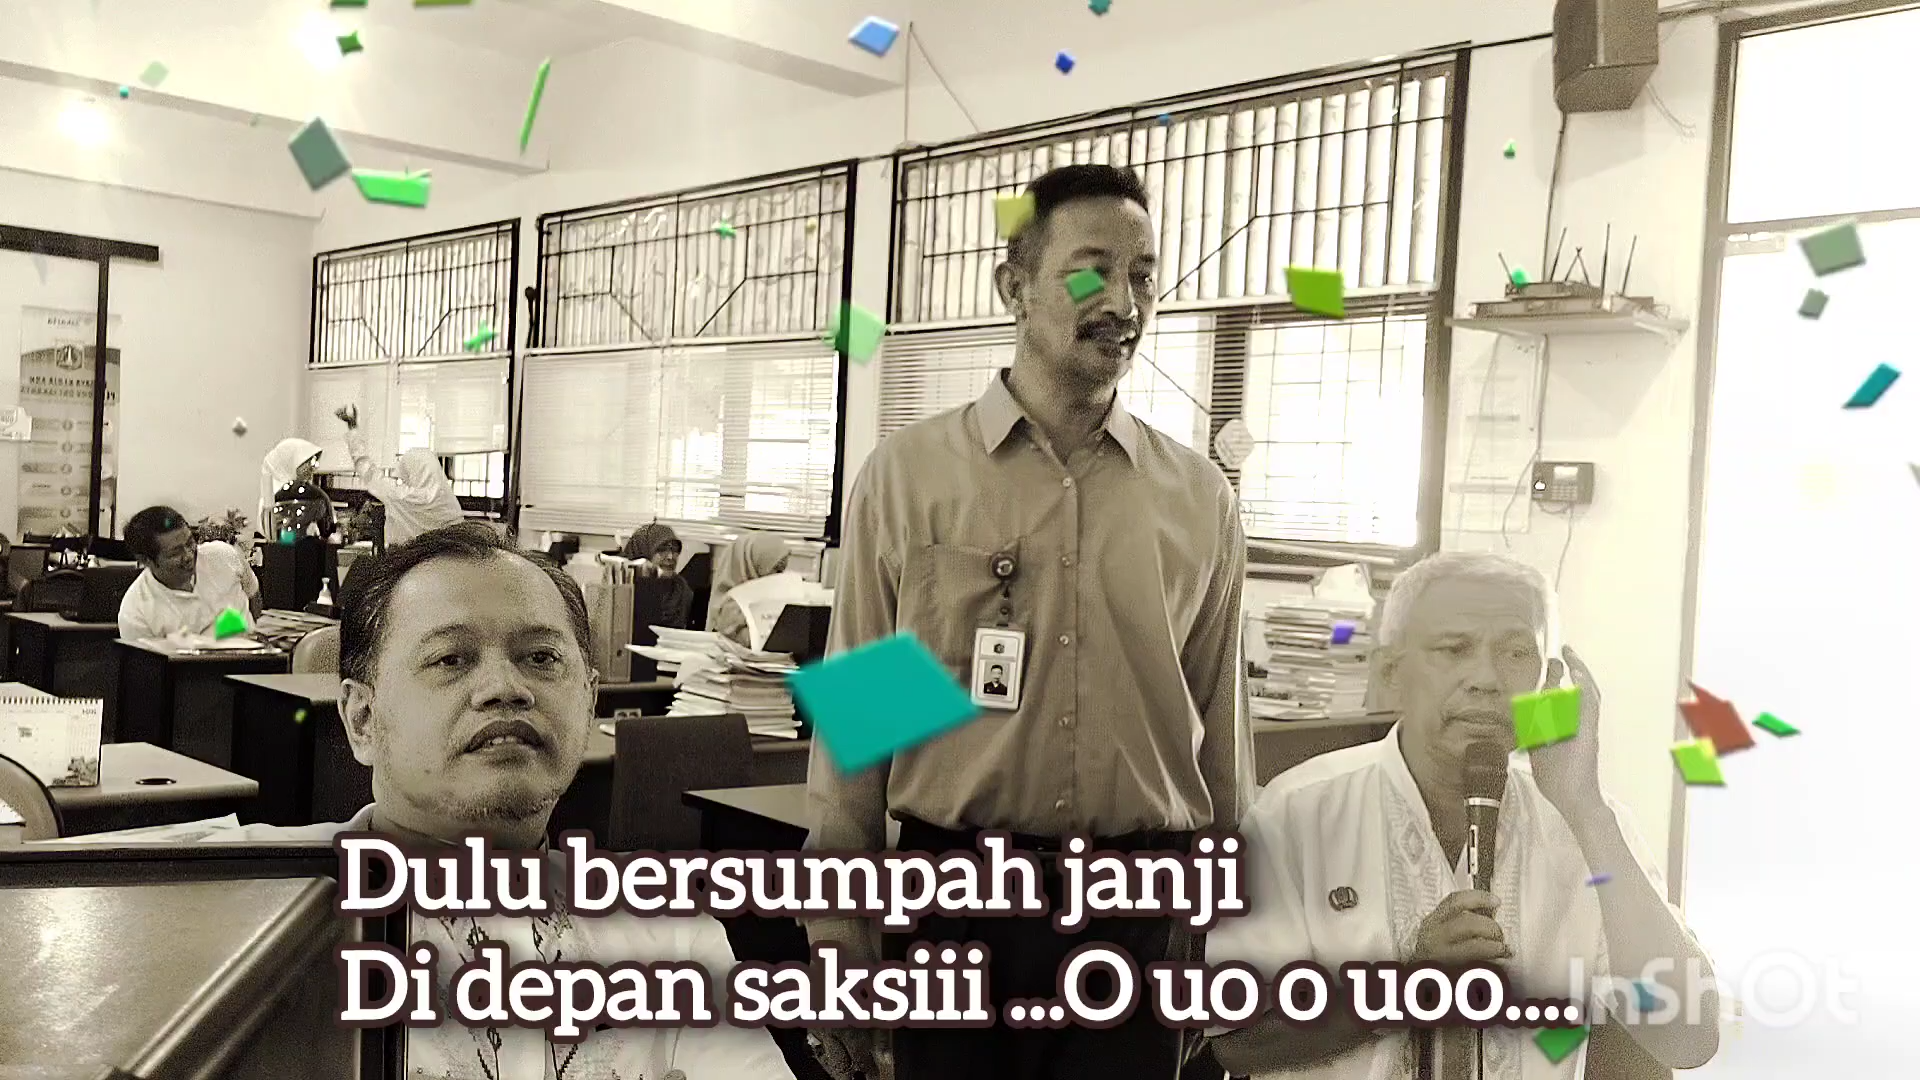 Dulu bersumpah janji
Di depan saksiii ...O uo o uoo....
InShOt